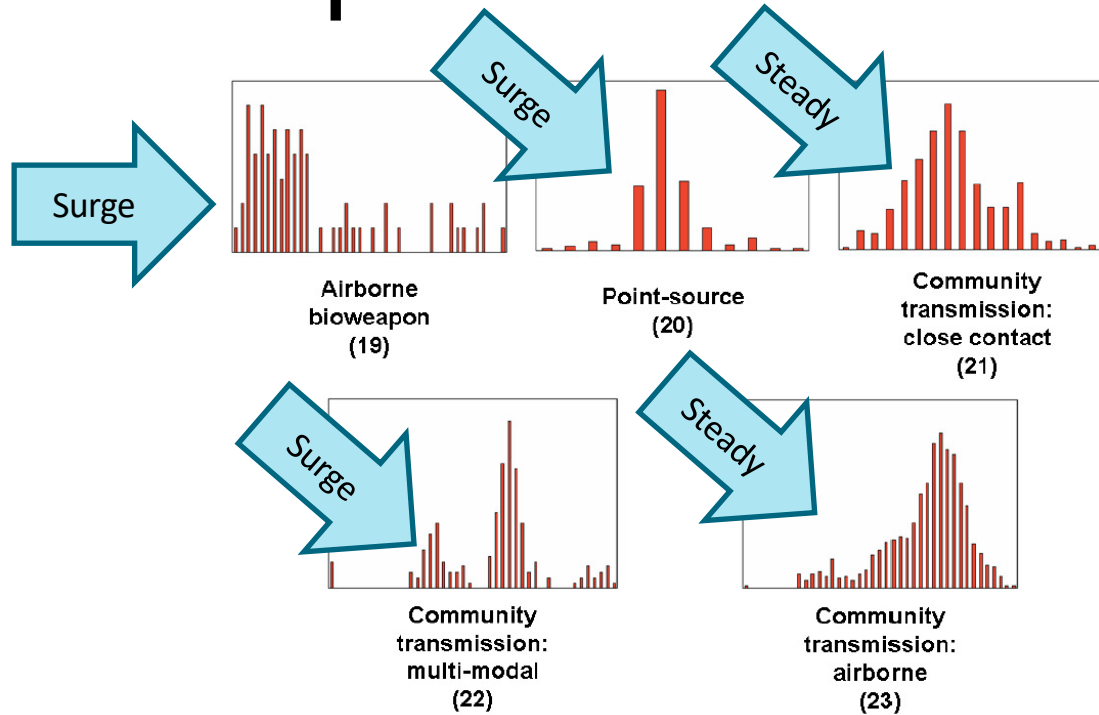 Surge
Surge
Steady
Airborne
bioweapon
(19)
Point-source
(20)
Community
transmission:
close contact
(21)
Surge
Steady
Community
transmission:
multi-modal
(22)
Community
transmission:
airborne
(23)